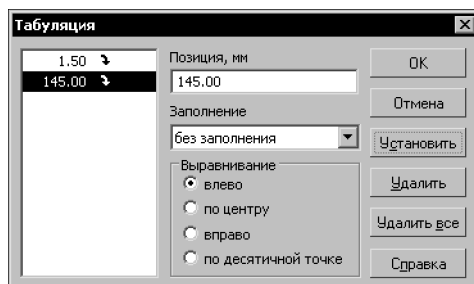 Табуляция
1.50
145.00
Позиция, мм
145.00
Заполнение
без заполнения
Выравнивание
влево
по центру
вправо
по десятичной точке
OK
Отмена
Установить
Удалить
Удалить все
Справка